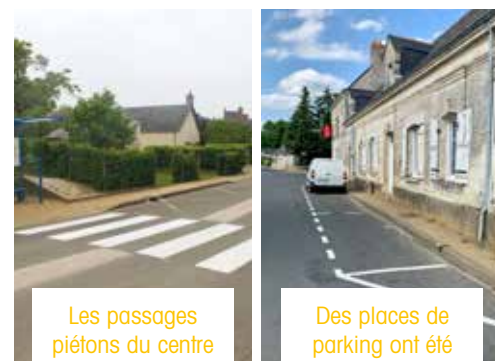 Les passages
piétons du centre
Des places de
parking ont été